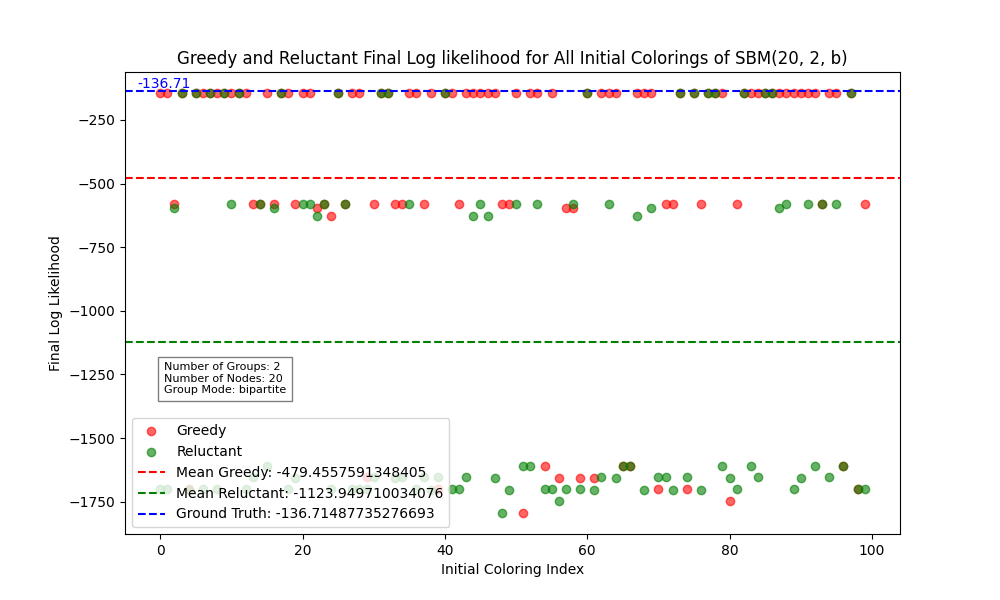 Greedy and Reluctant Final Log likelihood for All Initial Colorings of SBM(20, 2, b)
-136.71
−250
−500
−750
−1000
−1250
−1500
−1750
Final Log Likelihood
Number of Groups: 2
Number of Nodes: 20
Group Mode: bipartite
Greedy
Reluctant
Mean Greedy: -479.4557591348405
Mean Reluctant: -1123.949710034076
Ground Truth: -136.71487735276693
0 20 40 60 80 100
Initial Coloring Index